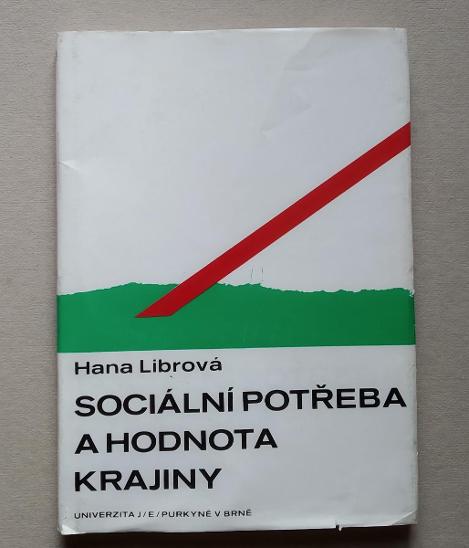 Hana Librová
SOCIÁLNÍ POTŘEBA
A HODNOTA
KRAJINY
UNIVERZITA J/E/PURKYNĚ V BRNĚ